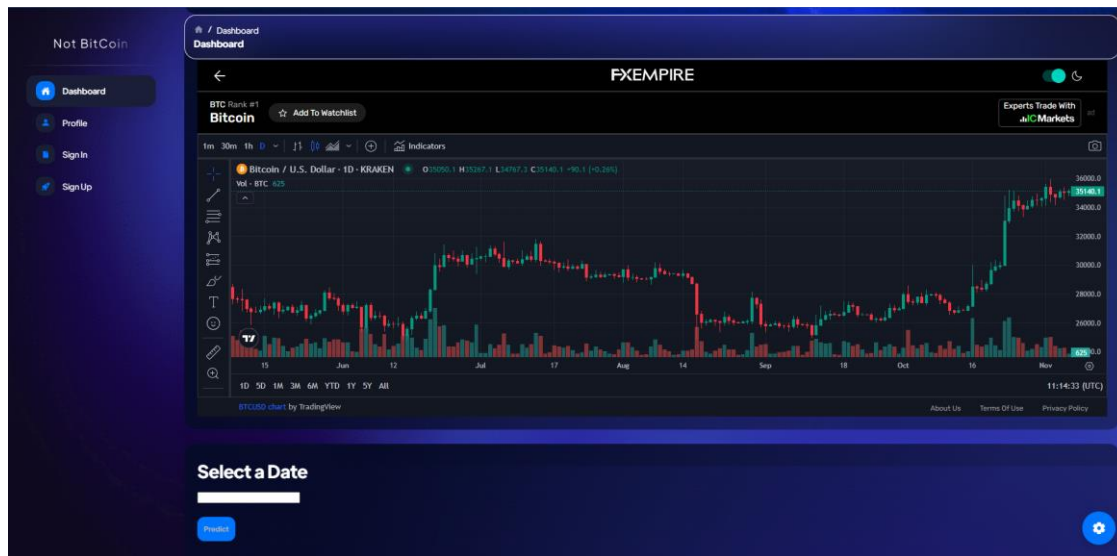 Not BitCoin
Dashboard
Profile
Sign In
Sign Up
/ Dashboard
Dashboard
FXEMPIRE
BTC Rank #1
Bitcoin
Add To Watchlist
Experts Trade With
IC Markets
1m 30m 1h D
Indicators
Bitcoin / U.S. Dollar · 1D · KRAKEN O35050.1 H35267.1 L34767.3 C35140.1 +90.1 (+0.26%)
Vol · BTC 625
36000.0
35140.1
34000.0
32000.0
30000.0
28000.0
26000.0
625
15 Jun 12 Jul 17 Aug 14 Sep 18 Oct 16 Nov
1D 5D 1M 3M 6M YTD 1Y 5Y All
11:14:33 (UTC)
BTCUSD chart by TradingView
About Us Terms Of Use Privacy Policy
Select a Date
Predict